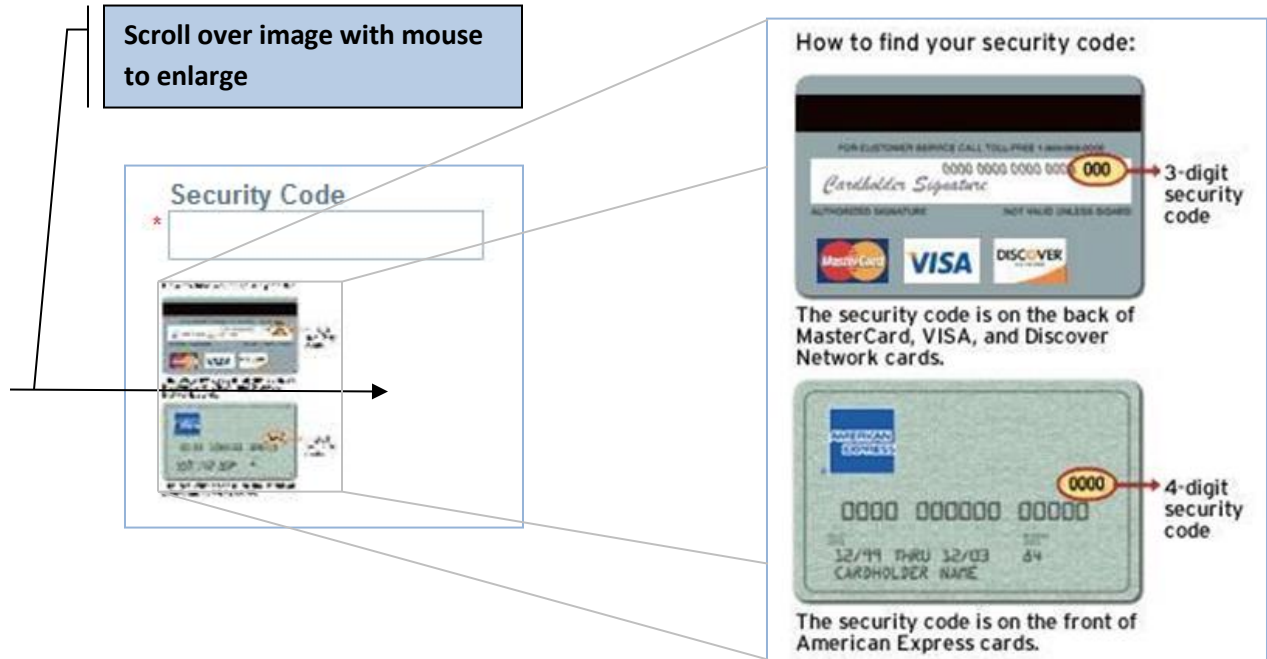 Scroll over image with mouse
to enlarge
Security Code
*
How to find your security code:
FOR CUSTOMER SERVICE CALL TOLL-FREE
0000 0000 0000 0000 000
Cardholder Signature
AUTHORIZED SIGNATURE NOT VALID UNLESS SIGNED
3-digit
security
code
MasterCard VISA DISCOVER
The security code is on the back of
MasterCard, VISA, and Discover
Network cards.
AMERICAN
EXPRESS
0000
4-digit
security
code
0000 000000 00000
12/99 THRU 12/03
CARDHOLDER NAME
The security code is on the front of
American Express cards.